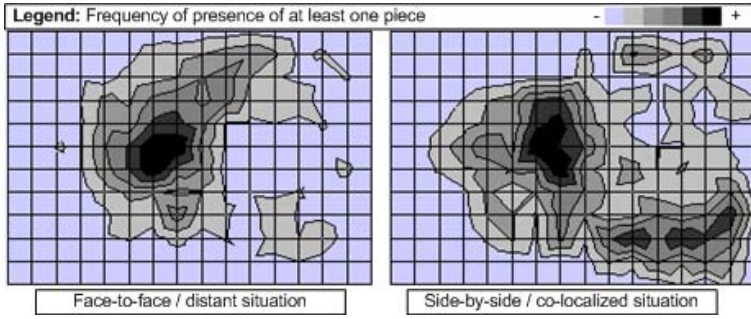 Legend: Frequency of presence of at least one piece - +
Face-to-face / distant situation
Side-by-side / co-localized situation